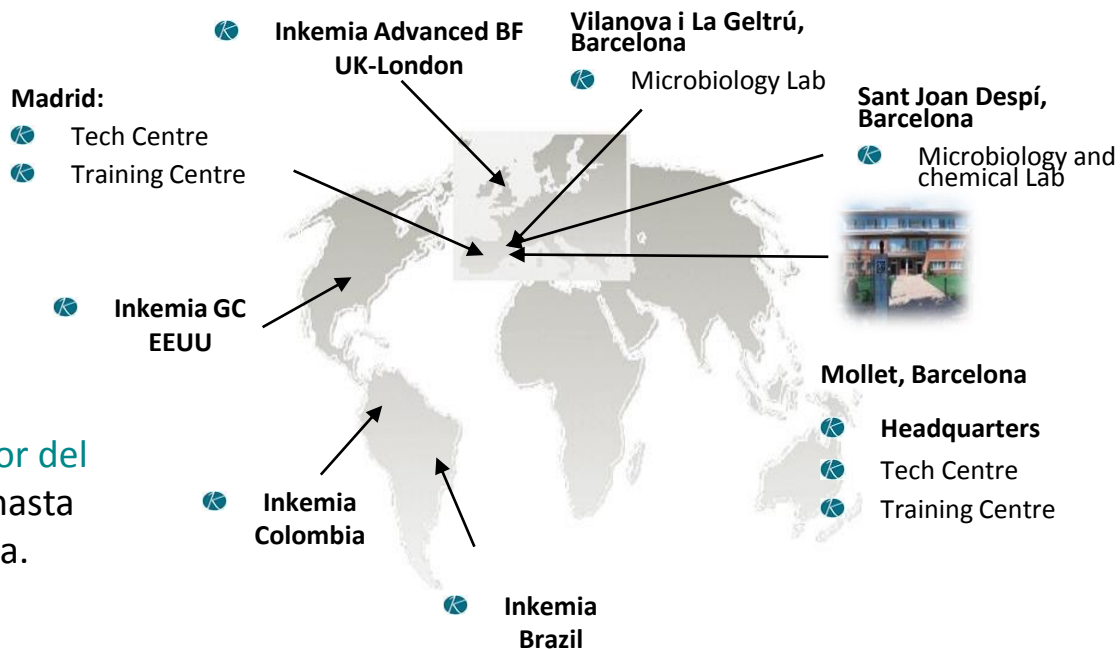 Inkemia Advanced BF
UK-London
Vilanova i La Geltrú,
Barcelona
Microbiology Lab
Madrid:
Tech Centre
Training Centre
Sant Joan Despí,
Barcelona
Microbiology and
chemical Lab
Inkemia GC
EEUU
Mollet, Barcelona
Headquarters
Tech Centre
Training Centre
or del
hasta
a.
Inkemia
Colombia
Inkemia
Brazil